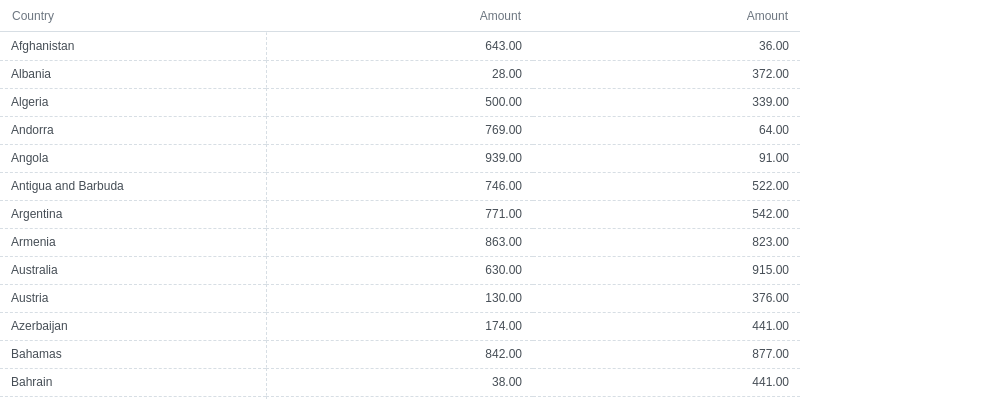 Country Amount Amount
Afghanistan 643.00 36.00
Albania 28.00 372.00
Algeria 500.00 339.00
Andorra 769.00 64.00
Angola 939.00 91.00
Antigua and Barbuda 746.00 522.00
Argentina 771.00 542.00
Armenia 863.00 823.00
Australia 630.00 915.00
Austria 130.00 376.00
Azerbaijan 174.00 441.00
Bahamas 842.00 877.00
Bahrain 38.00 441.00